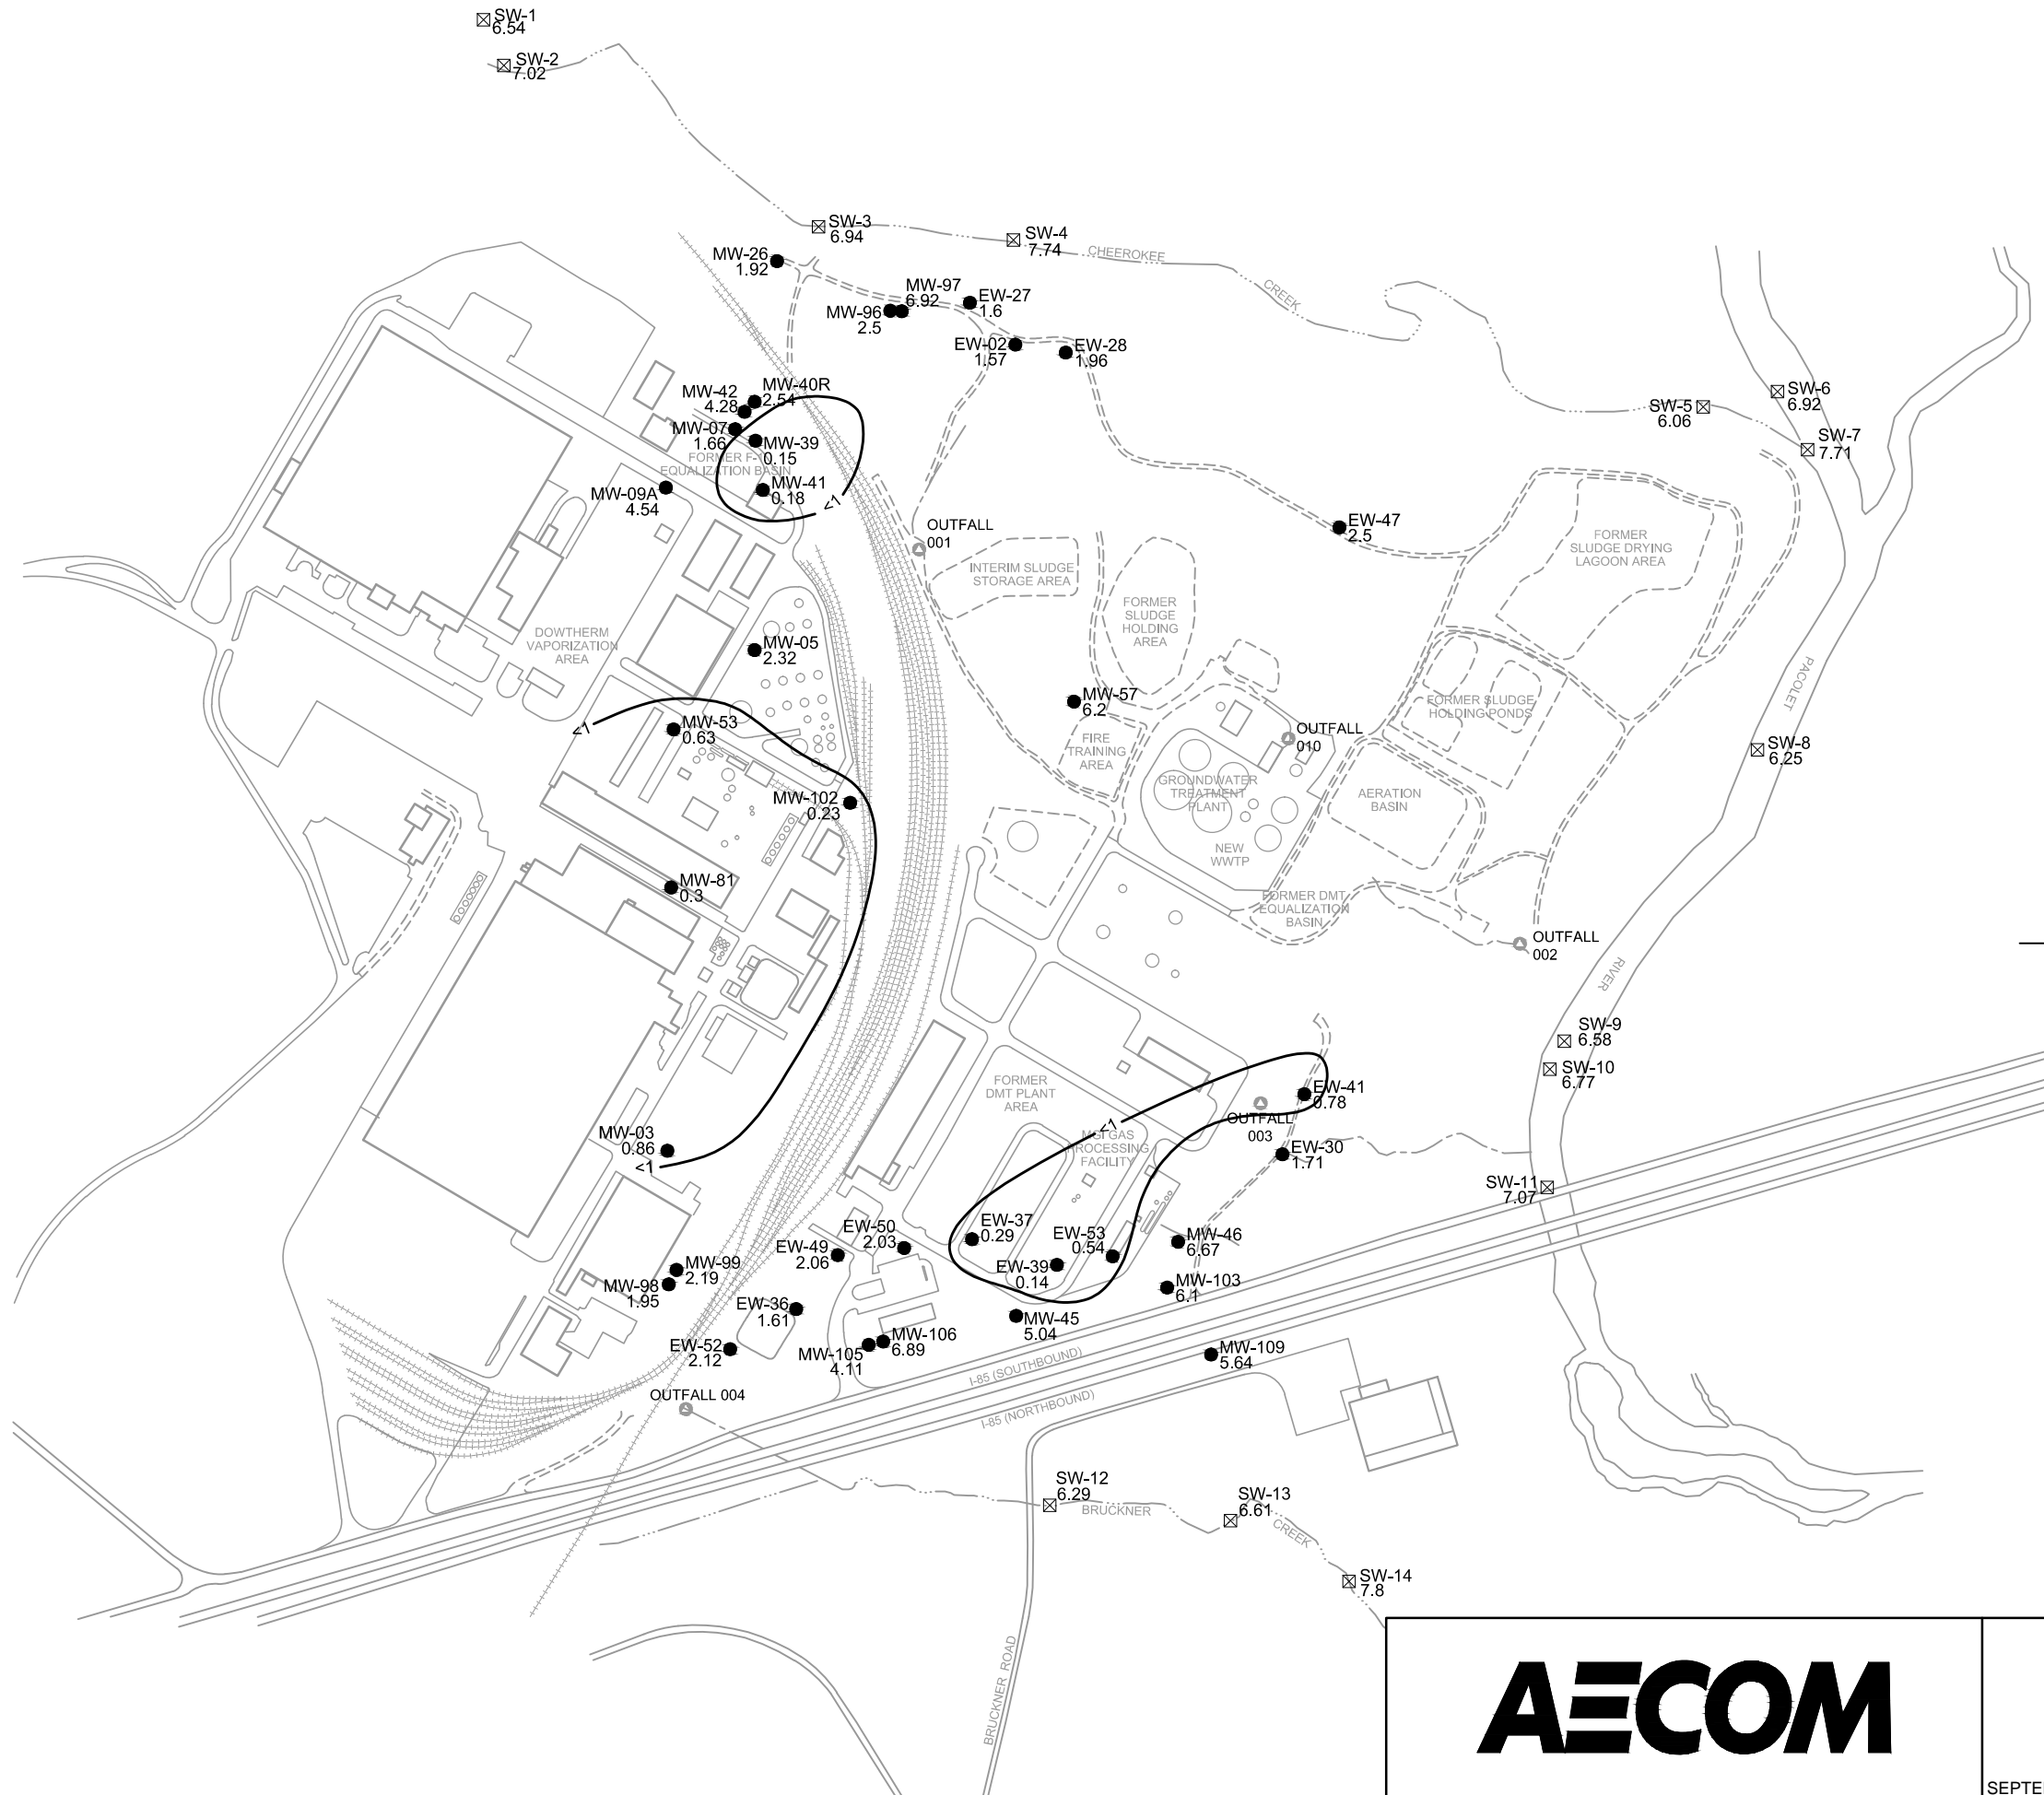 SW-1
6.54
SW-2
7.02
SW-3
6.94
SW-4
7.74
CHEEROKEE
CREEK
MW-26
1.92
MW-97
6.92
MW-96
2.5
EW-27
1.6
EW-02
1.57
EW-28
1.96
SW-6
6.92
SW-5
6.06
SW-7
7.71
MW-42
4.28
MW-40R
2.54
MW-07
1.66
MW-39
0.15
FORMER F-
EQUALIZATION BASIN
MW-41
0.18
<1
MW-09A
4.54
OUTFALL
001
EW-47
2.5
FORMER
SLUDGE DRYING
LAGOON AREA
INTERIM SLUDGE
STORAGE AREA
FORMER
SLUDGE
HOLDING
AREA
DOWTHERM
VAPORIZATION
AREA
MW-05
2.32
PACOLET
MW-57
6.2
FORMER SLUDGE
HOLDING PONDS
<1
MW-53
0.63
FIRE
TRAINING
AREA
OUTFALL
010
SW-8
6.25
GROUNDWATER
TREATMENT
PLANT
AERATION
BASIN
MW-102
0.23
NEW
WWTP
MW-81
0.3
FORMER DMT
EQUALIZATION
BASIN
OUTFALL
002
RIVER
SW-9
6.58
SW-10
6.77
FORMER
DMT PLANT
AREA
EW-41
0.78
OUTFALL
003
<1
MGTGAS
PROCESSING
FACILITY
MW-03
0.86
<1
EW-30
1.71
SW-11
7.07
EW-37
0.29
EW-53
0.54
EW-39
0.14
MW-46
6.67
EW-50
2.03
EW-49
2.06
MW-99
2.19
MW-98
1.95
MW-103
6.1
EW-36
1.61
MW-45
5.04
EW-52
2.12
MW-106
6.89
MW-105
4.11
MW-109
5.64
I-85 (SOUTHBOUND)
I-85 (NORTHBOUND)
OUTFALL 004
SW-12
6.29
BRUCKNER
SW-13
6.61
CREEK
SW-14
7.8
BRUCKNER ROAD
AECOM